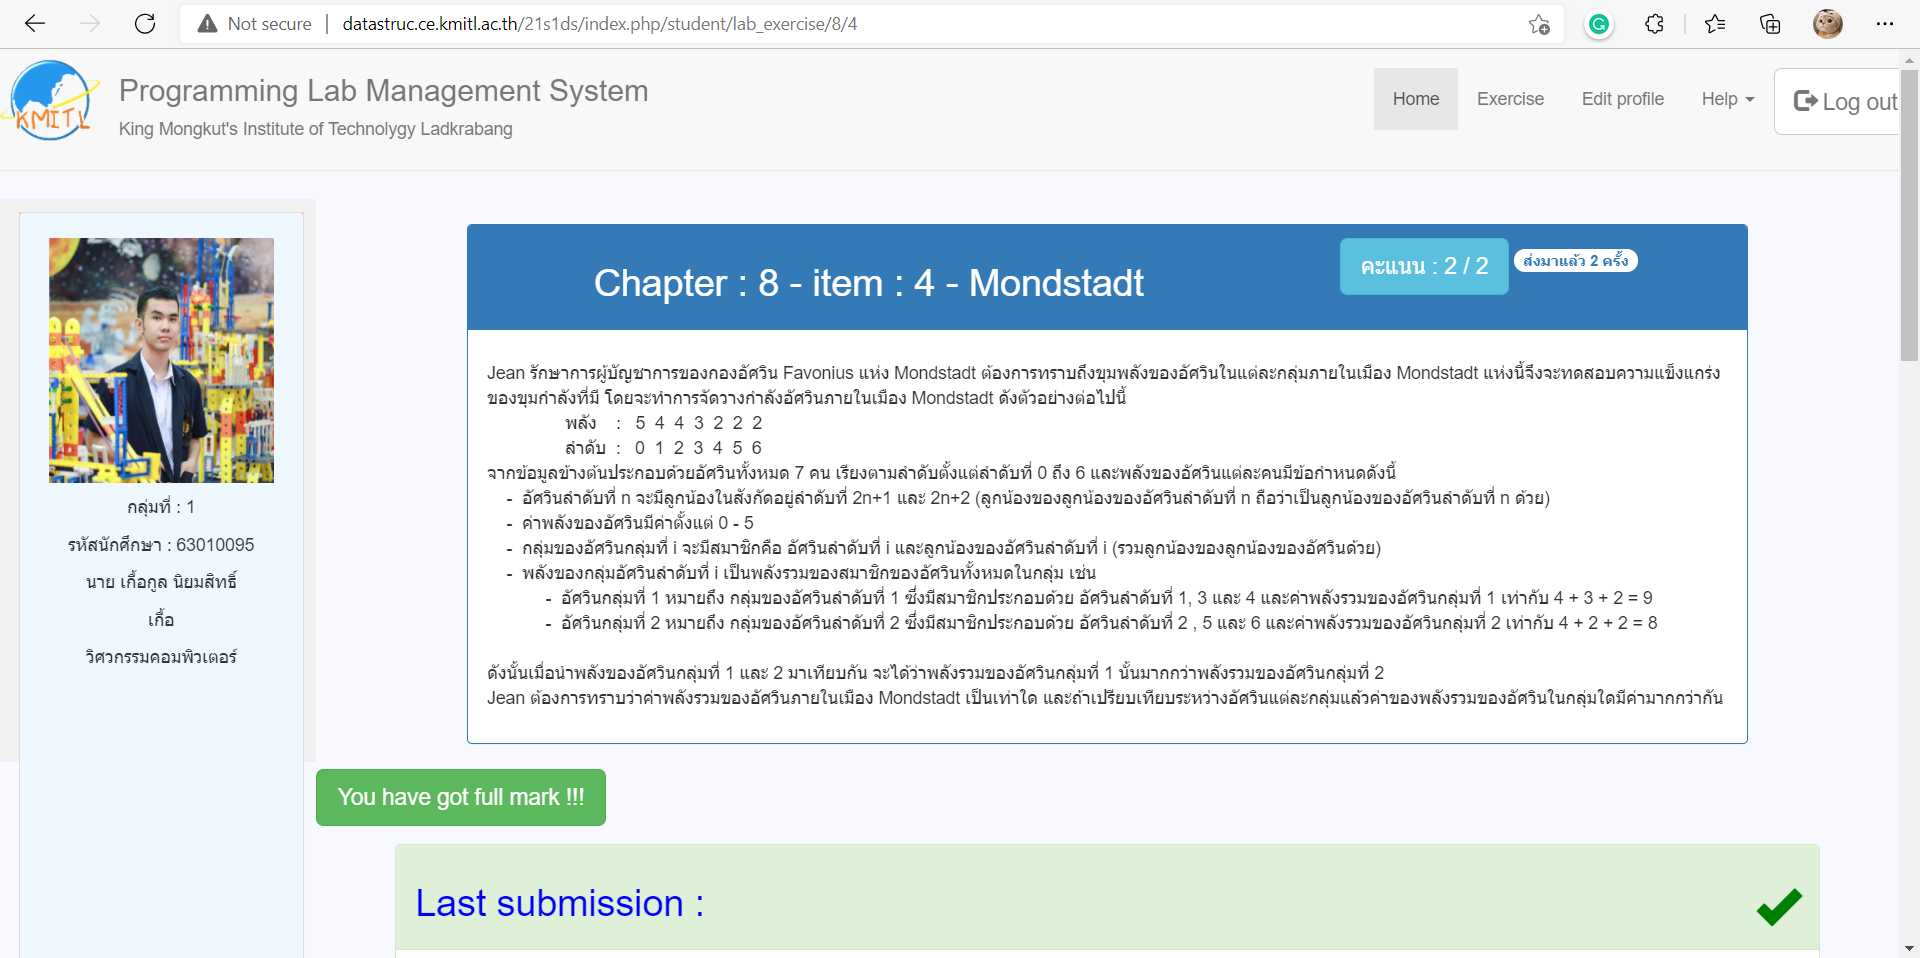 Not secure
datastruc.ce.kmitl.ac.th/21s1ds/index.php/student/lab_exercise/8/4
KMITL
Programming Lab Management System
King Mongkut's Institute of Technolygy Ladkrabang
Home
Exercise
Edit profile
Help
Log out
กลุ่มที่ : 1
รหัสนักศึกษา : 63010095
นาย เกื้อกูล นิยมสิทธิ์
เกื้อ
วิศวกรรมคอมพิวเตอร์
Chapter : 8 - item : 4 - Mondstadt
คะแนน : 2 / 2
ส่งมาแล้ว 2 ครั้ง
Jean รักษาการผู้บัญชาการของกองอัศวิน Favonius แห่ง Mondstadt ต้องการทราบถึงขุมพลังของอัศวินในแต่ละกลุ่มภายในเมือง Mondstadt แห่งนี้จึงจะทดสอบความแข็งแกร่ง
ของขุมกำลังที่มี โดยจะทำการจัดวางกำลังอัศวินภายในเมือง Mondstadt ดังตัวอย่างต่อไปนี้
พลัง : 5 4 4 3 2 2 2
ลำดับ : 0 1 2 3 4 5 6
จากข้อมูลข้างต้นประกอบด้วยอัศวินทั้งหมด 7 คน เรียงตามลำดับตั้งแต่ลำดับที่ 0 ถึง 6 และพลังของอัศวินแต่ละคนมีข้อกำหนดดังนี้
- อัศวินลำดับที่ n จะมีลูกน้องในสังกัดอยู่ลำดับที่ 2n+1 และ 2n+2 (ลูกน้องของลูกน้องของอัศวินลำดับที่ n ถือว่าเป็นลูกน้องของอัศวินลำดับที่ n ด้วย)
- ค่าพลังของอัศวินมีค่าตั้งแต่ 0 - 5
- กลุ่มของอัศวินกลุ่มที่ i จะมีสมาชิกคือ อัศวินลำดับที่ i และลูกน้องของอัศวินลำดับที่ i (รวมลูกน้องของลูกน้องของอัศวินด้วย)
- พลังของกลุ่มอัศวินลำดับที่ i เป็นพลังรวมของสมาชิกของอัศวินทั้งหมดในกลุ่ม เช่น
- อัศวินกลุ่มที่ 1 หมายถึง กลุ่มของอัศวินลำดับที่ 1 ซึ่งมีสมาชิกประกอบด้วย อัศวินลำดับที่ 1, 3 และ 4 และค่าพลังรวมของอัศวินกลุ่มที่ 1 เท่ากับ 4 + 3 + 2 = 9
- อัศวินกลุ่มที่ 2 หมายถึง กลุ่มของอัศวินลำดับที่ 2 ซึ่งมีสมาชิกประกอบด้วย อัศวินลำดับที่ 2 , 5 และ 6 และค่าพลังรวมของอัศวินกลุ่มที่ 2 เท่ากับ 4 + 2 + 2 = 8
ดังนั้นเมื่อนำพลังของอัศวินกลุ่มที่ 1 และ 2 มาเทียบกัน จะได้ว่าพลังรวมของอัศวินกลุ่มที่ 1 นั้นมากกว่าพลังรวมของอัศวินกลุ่มที่ 2
Jean ต้องการทราบว่าค่าพลังรวมของอัศวินภายในเมือง Mondstadt เป็นเท่าใด และถ้าเปรียบเทียบระหว่างอัศวินแต่ละกลุ่มแล้วค่าของพลังรวมของอัศวินในกลุ่มใดมีค่ามากกว่ากัน
You have got full mark !!!
Last submission :